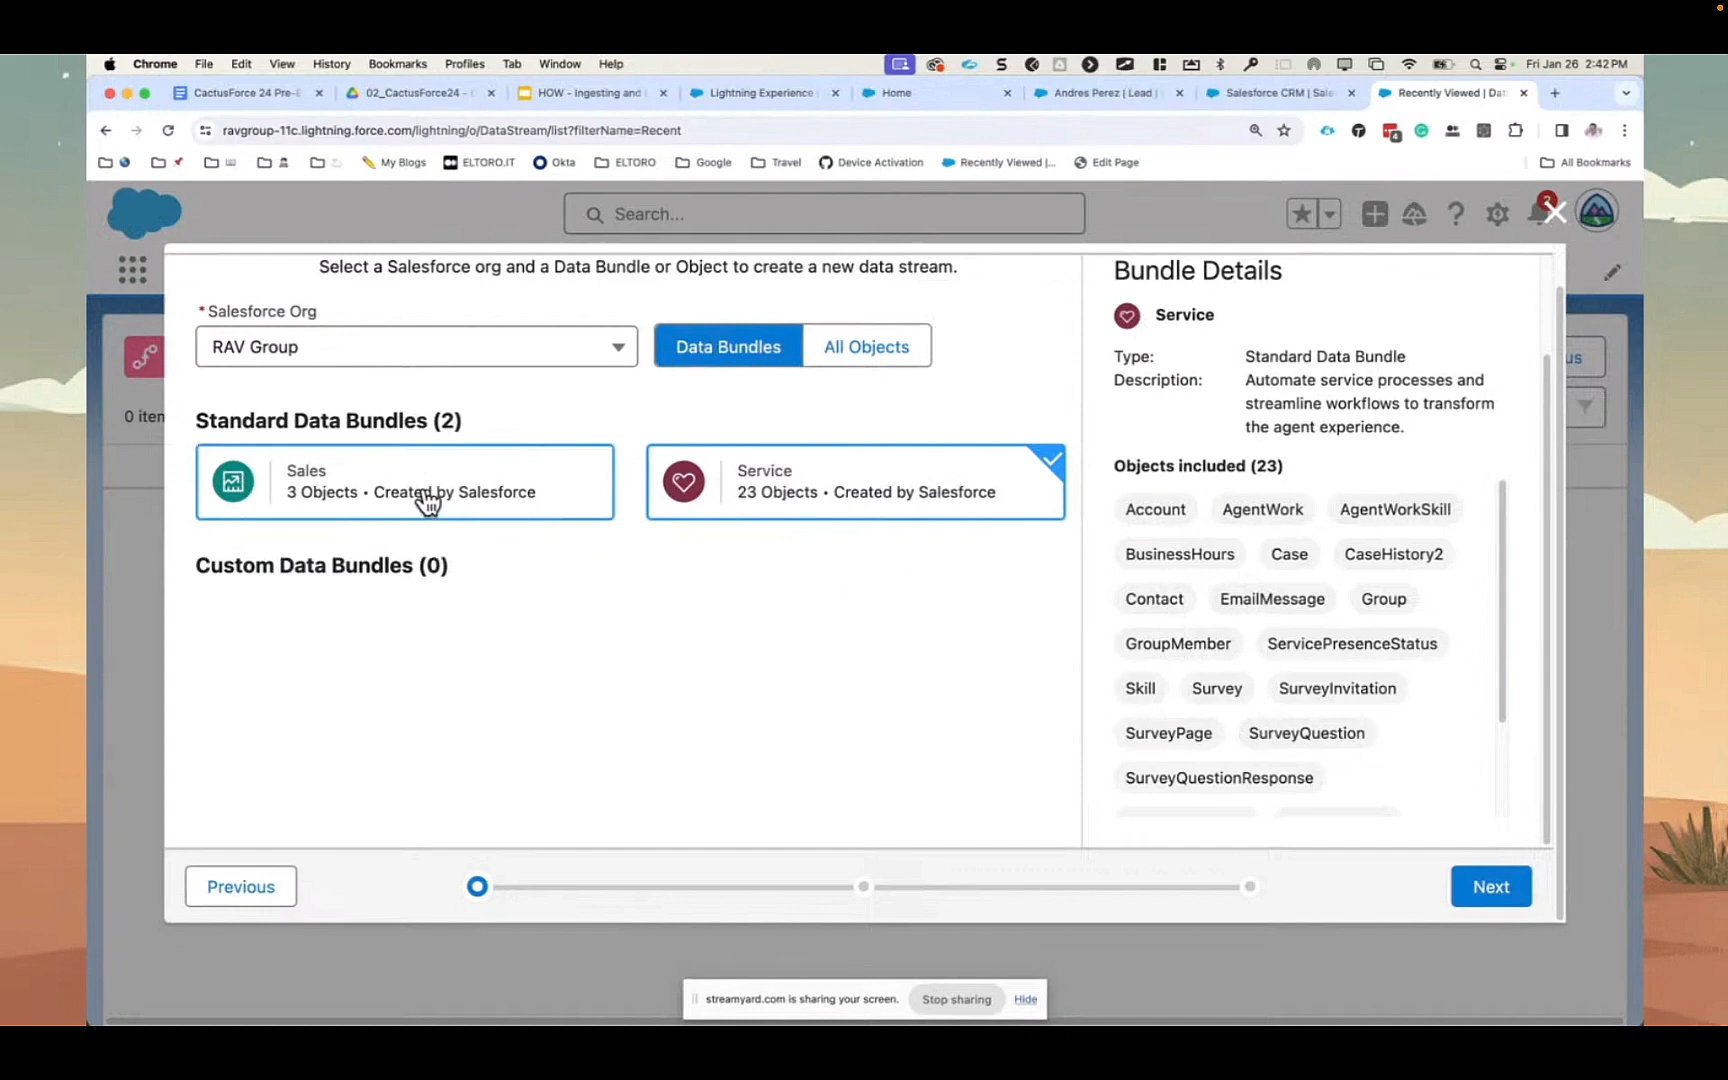 Chrome File Edit View History Bookmarks Profiles Tab Window Help Fri Jan 26 2:42 PM
CactusForce 24 Pre-E
02_CactusForce24 -
HOW - Ingesting and
Lightning Experience
Home
Andres Perez | Lead |
Salesforce CRM | Sale
Recently Viewed | Dat
ravgroup-11c.lightning.force.com/lightning/o/DataStream/list?filterName=Recent
4
My Blogs ELTORO.IT Okta ELTORO Google Travel Device Activation Recently Viewed |... Edit Page All Bookmarks
Search...
2
Select a Salesforce org and a Data Bundle or Object to create a new data stream.
* Salesforce Org
RAV Group
Data Bundles All Objects
us
0 iten
Standard Data Bundles (2)
Sales
3 Objects • Created by Salesforce
Service
23 Objects • Created by Salesforce
Custom Data Bundles (0)
Bundle Details
Service
Type: Standard Data Bundle
Description: Automate service processes and
streamline workflows to transform
the agent experience.
Objects included (23)
Account AgentWork AgentWorkSkill
BusinessHours Case CaseHistory2
Contact EmailMessage Group
GroupMember ServicePresenceStatus
Skill Survey SurveyInvitation
SurveyPage SurveyQuestion
SurveyQuestionResponse
Previous Next
streamyard.com is sharing your screen. Stop sharing Hide